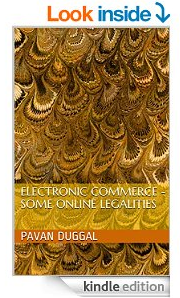 Look inside
ELECTRONIC COMMERCE -
SOME ONLINE LEGALITIES
PAVAN DUGGAL
kindle edition